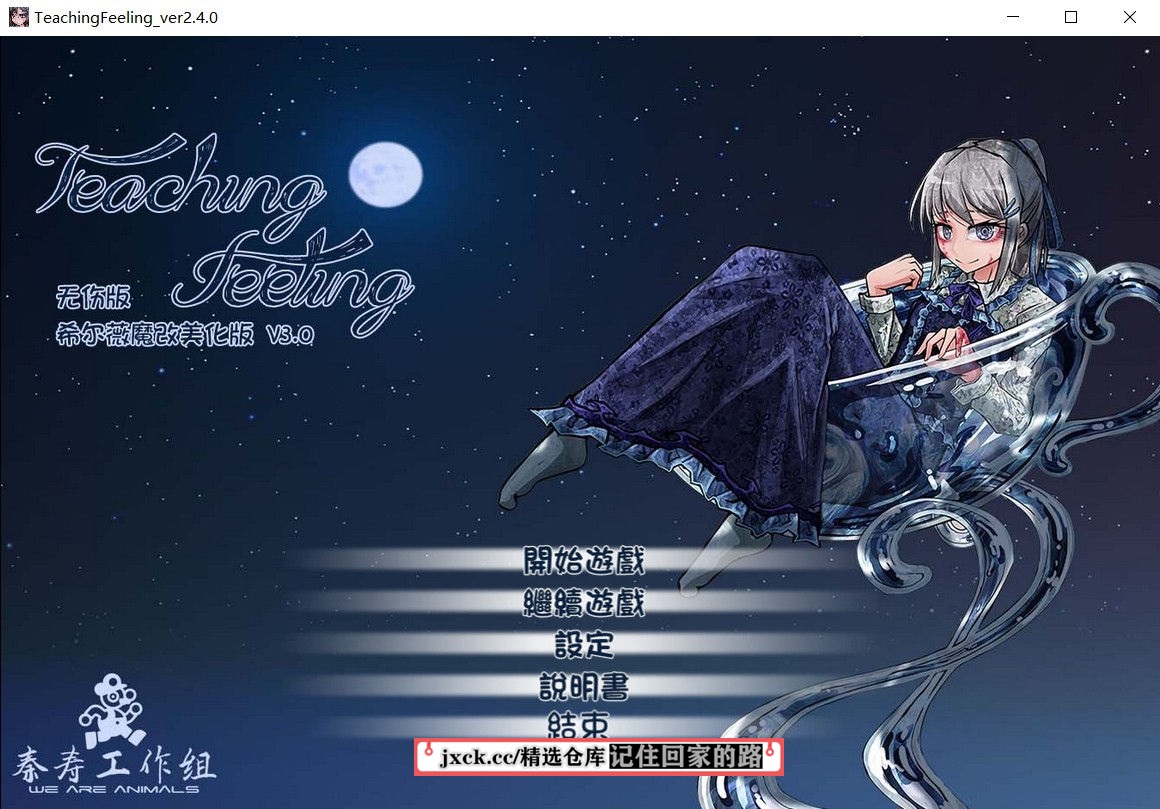 TeachingFeeling_ver2.4.0
Teaching
Feeling
无伤版
希尔薇魔改美化版 V3.0
開始遊戲
繼續遊戲
設定
說明書
結束
jxck.cc/精选仓库记住回家的路
秦寿工作组
WE ARE ANIMALS